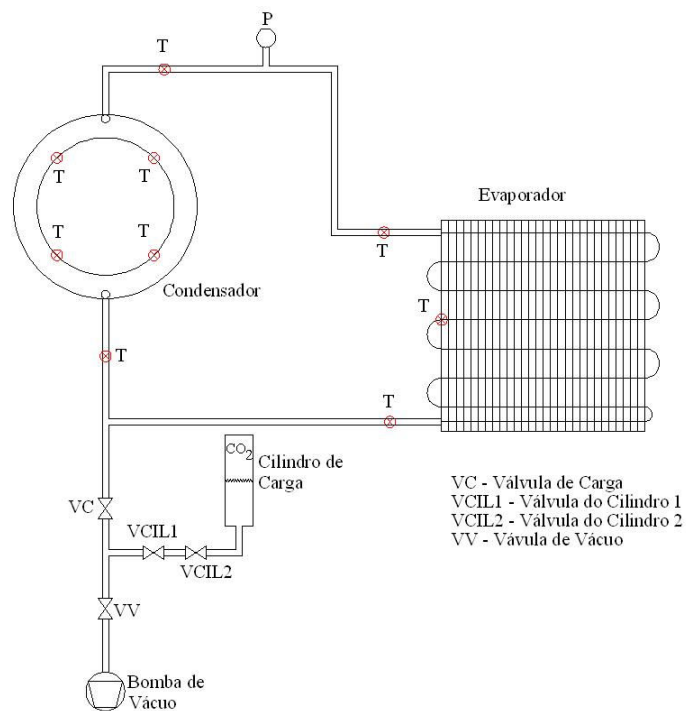 P
T
T
T
T
T
Condensador
Evaporador
T
T
T
T
CO2
Cilindro de
Carga
VC
VCIL1
VCIL2
VV
Bomba de
Vácuo
VC - Válvula de Carga
VCIL1 - Válvula do Cilindro 1
VCIL2 - Válvula do Cilindro 2
VV - Vávula de Vácuo